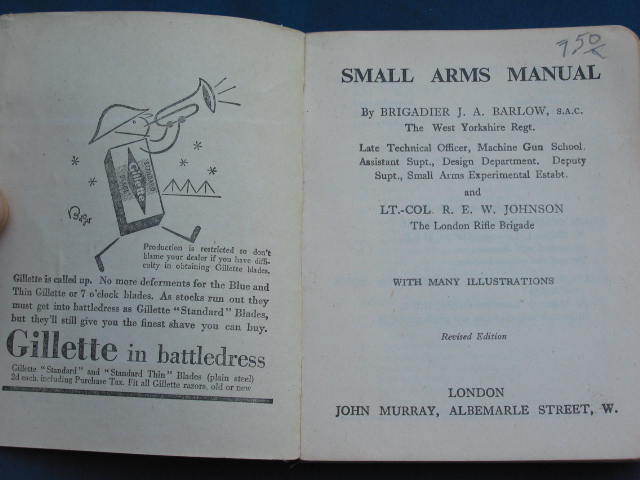 Gillette
STANDARD
Production is restricted so don't
blame your dealer if you have diffi-
culty in obtaining Gillette blades.
Gillette is called up. No more deferments for the Blue and
Thin Gillette or 7 o'clock blades. As stocks run out they
must get into battledress as Gillette "Standard" Blades,
but they'll still give you the finest shave you can buy.
Gillette in battledress
Gillette "Standard" and "Standard Thin" Blades (plain steel)
2d each, including Purchase Tax. Fit all Gillette razors, old or new
950
SMALL ARMS MANUAL
By BRIGADIER J. A. BARLOW, S.A.C.
The West Yorkshire Regt.
Late Technical Officer, Machine Gun School.
Assistant Supt., Design Department. Deputy
Supt., Small Arms Experimental Estabt.
and
LT.-COL. R. E. W. JOHNSON
The London Rifle Brigade
WITH MANY ILLUSTRATIONS
Revised Edition
LONDON
JOHN MURRAY, ALBEMARLE STREET, W.